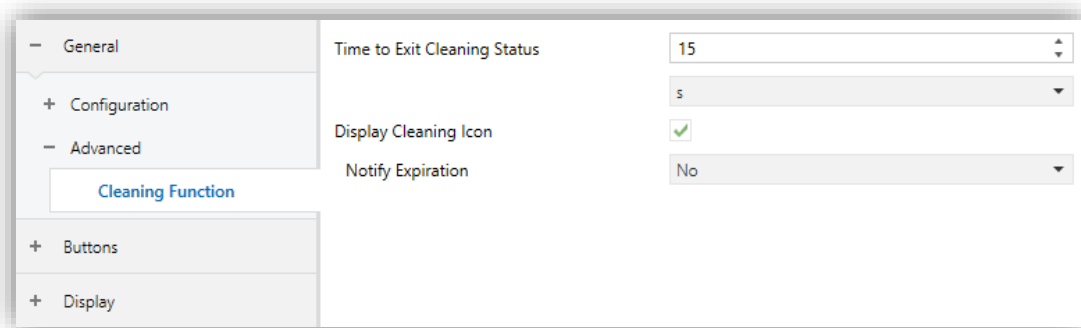 General
Configuration
Advanced
Cleaning Function
Buttons
Display
Time to Exit Cleaning Status 15
s
Display Cleaning Icon
Notify Expiration No